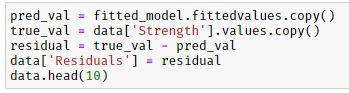 pred_val = fitted_model.fittedvalues.copy()
true_val = data['Strength'].values.copy()
residual = true_val - pred_val
data['Residuals'] = residual
data.head(10)